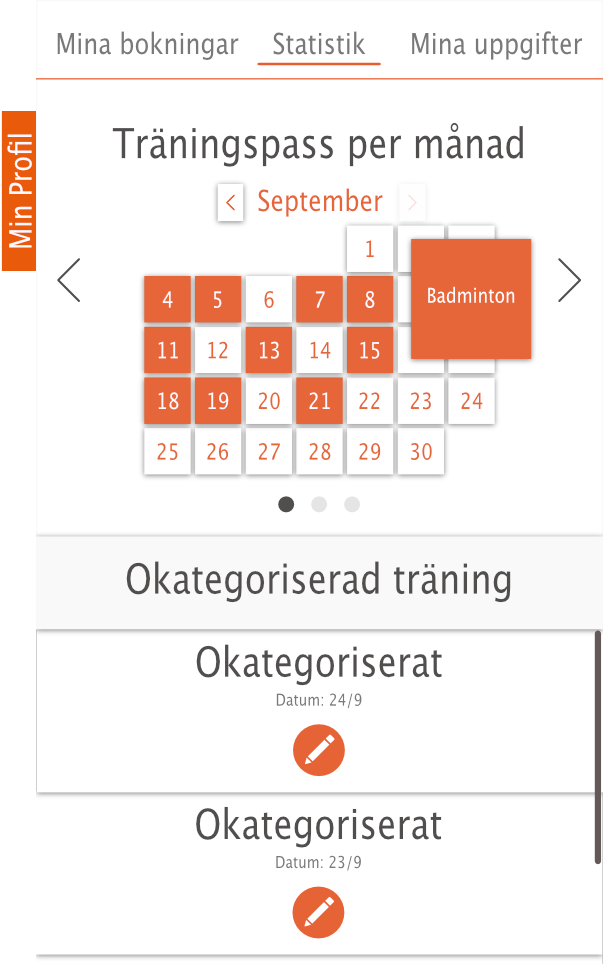 Mina bokningar Statistik Mina uppgifter
Min Profil
Träningspass per månad
< September >
1
Badminton
4 5 6 7 8
11 12 13 14 15
18 19 20 21 22 23 24
25 26 27 28 29 30
Okategoriserad träning
Okategoriserat
Datum: 24/9
Okategoriserat
Datum: 23/9